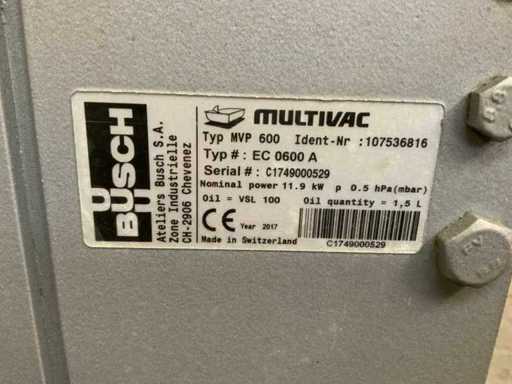 BUSCH
Ateliers Busch S.A.
Zone Industrielle
CH-2906 Chevenez
MULTIVAC
Typ MVP 600 Ident-Nr :107536816
Typ # : EC 0600 A
Serial # : C1749000529
Nominal power 11.9 kW p 0.5 hPa(mbar)
Oil = VSL 100 Oil quantity = 1,5 L
CE Year 2017
Made in Switzerland
C1749000529